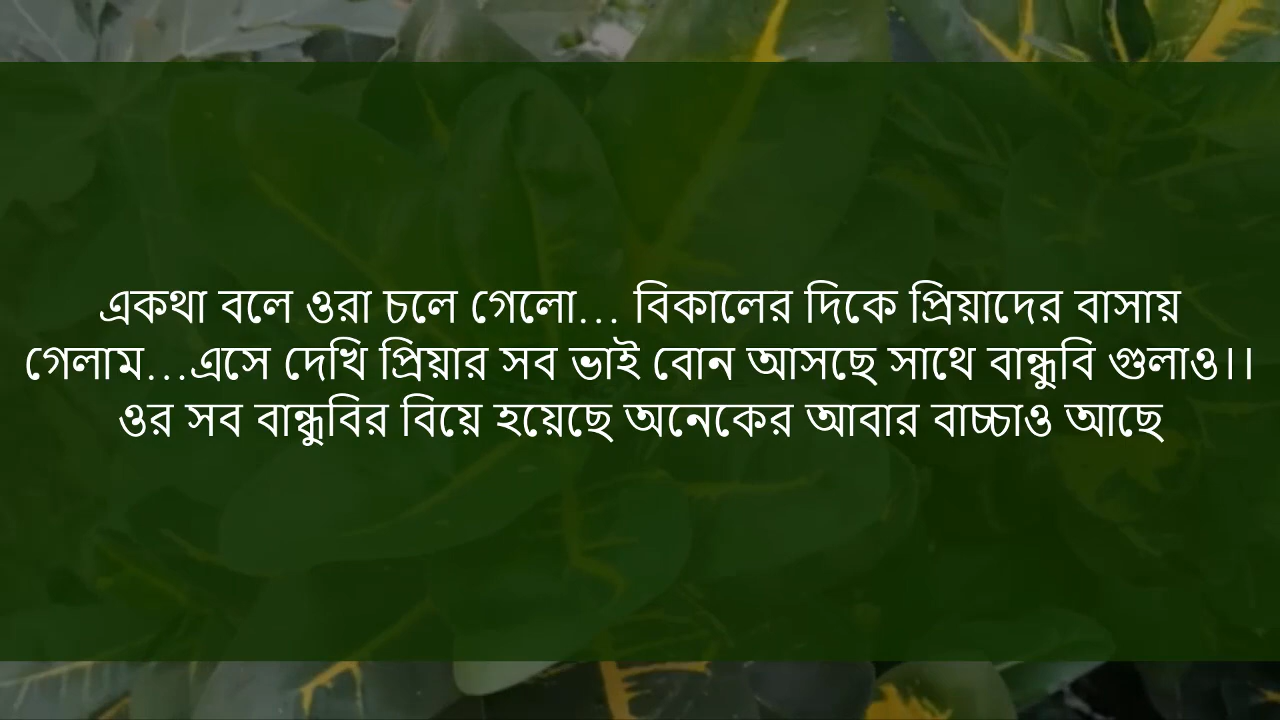 একথা বলে ওরা চলে গেলো... বিকালের দিকে প্রিয়াদের বাসায়
গেলাম...এসে দেখি প্রিয়ার সব ভাই বোন আসছে সাথে বান্ধুবি গুলাও।।
ওর সব বান্ধুবির বিয়ে হয়েছে অনেকের আবার বাচ্চাও আছে